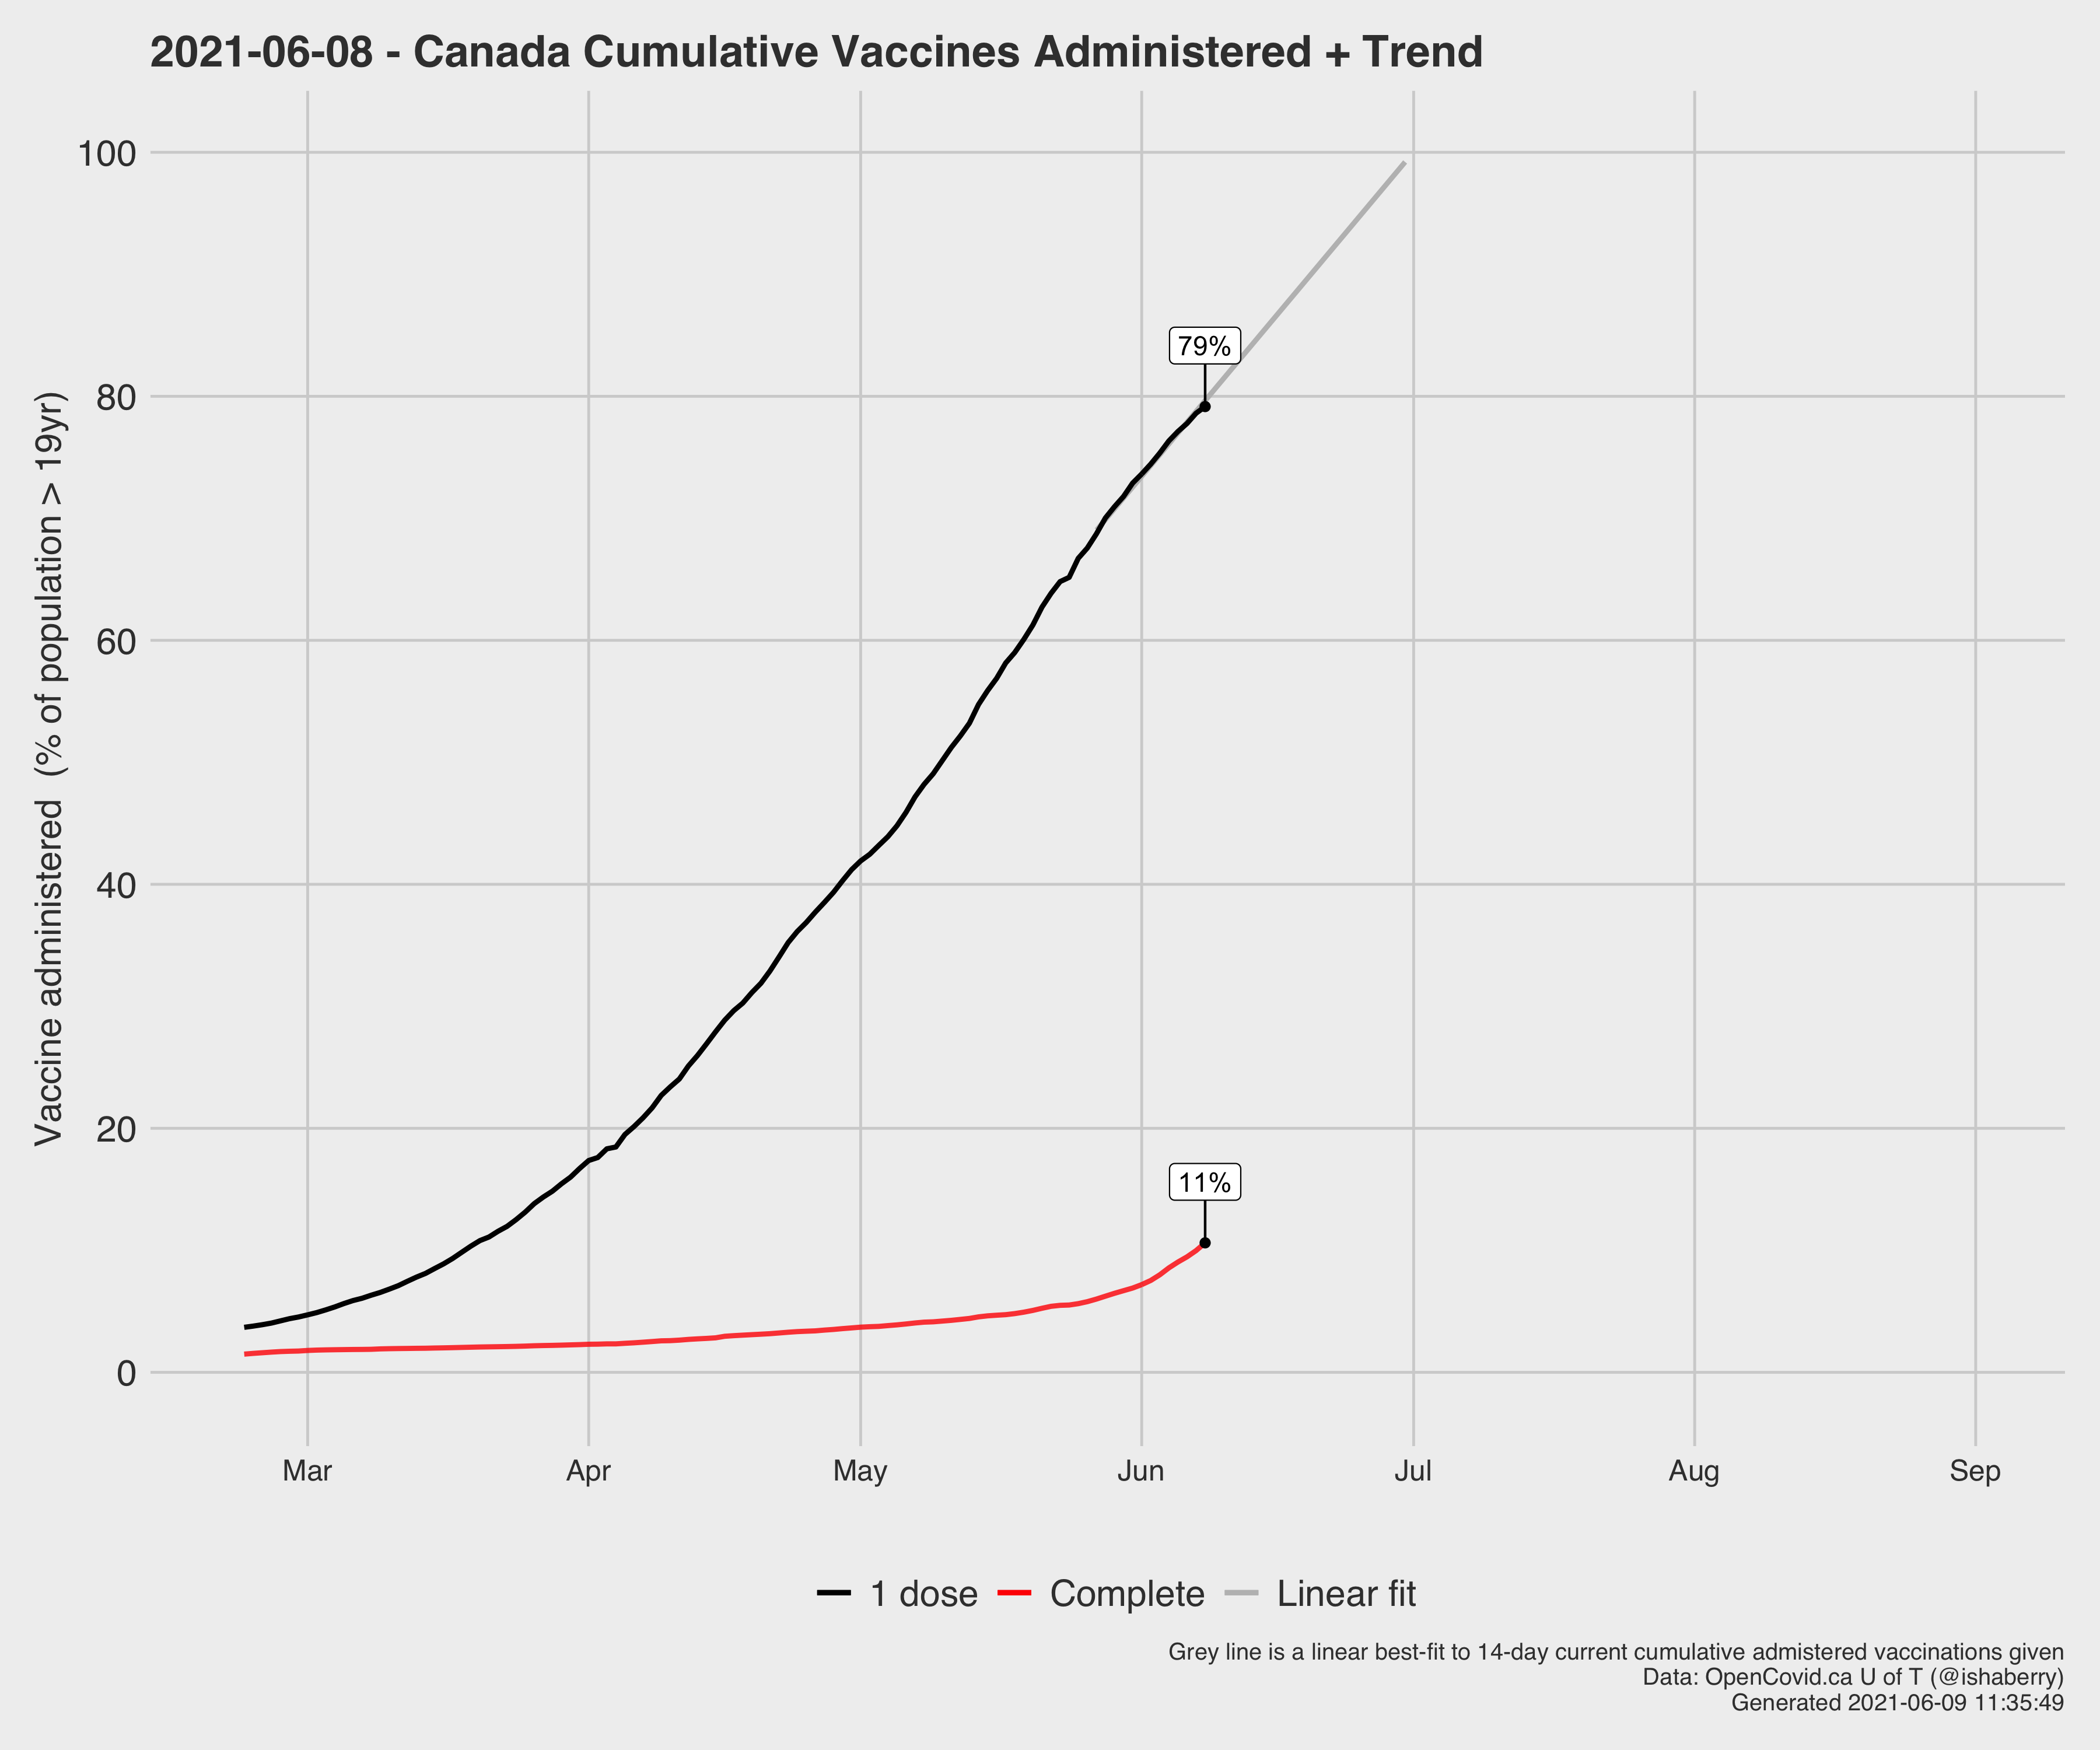 2021-06-08 - Canada Cumulative Vaccines Administered + Trend
Vaccine administered (% of population > 19yr)
100
80
60
40
20
0
79%
11%
Mar
Apr
May
Jun
Jul
Aug
Sep
1 dose
Complete
Linear fit
Grey line is a linear best-fit to 14-day current cumulative admistered vaccinations given
Data: OpenCovid.ca U of T (@ishaberry)
Generated 2021-06-09 11:35:49